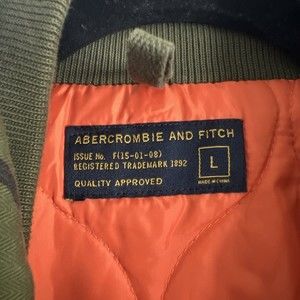 ABERCROMBIE AND FITCH
ISSUE No. F(15-01-08)
REGISTERED TRADEMARK 1892
QUALITY APPROVED
L
MADE IN CHINA